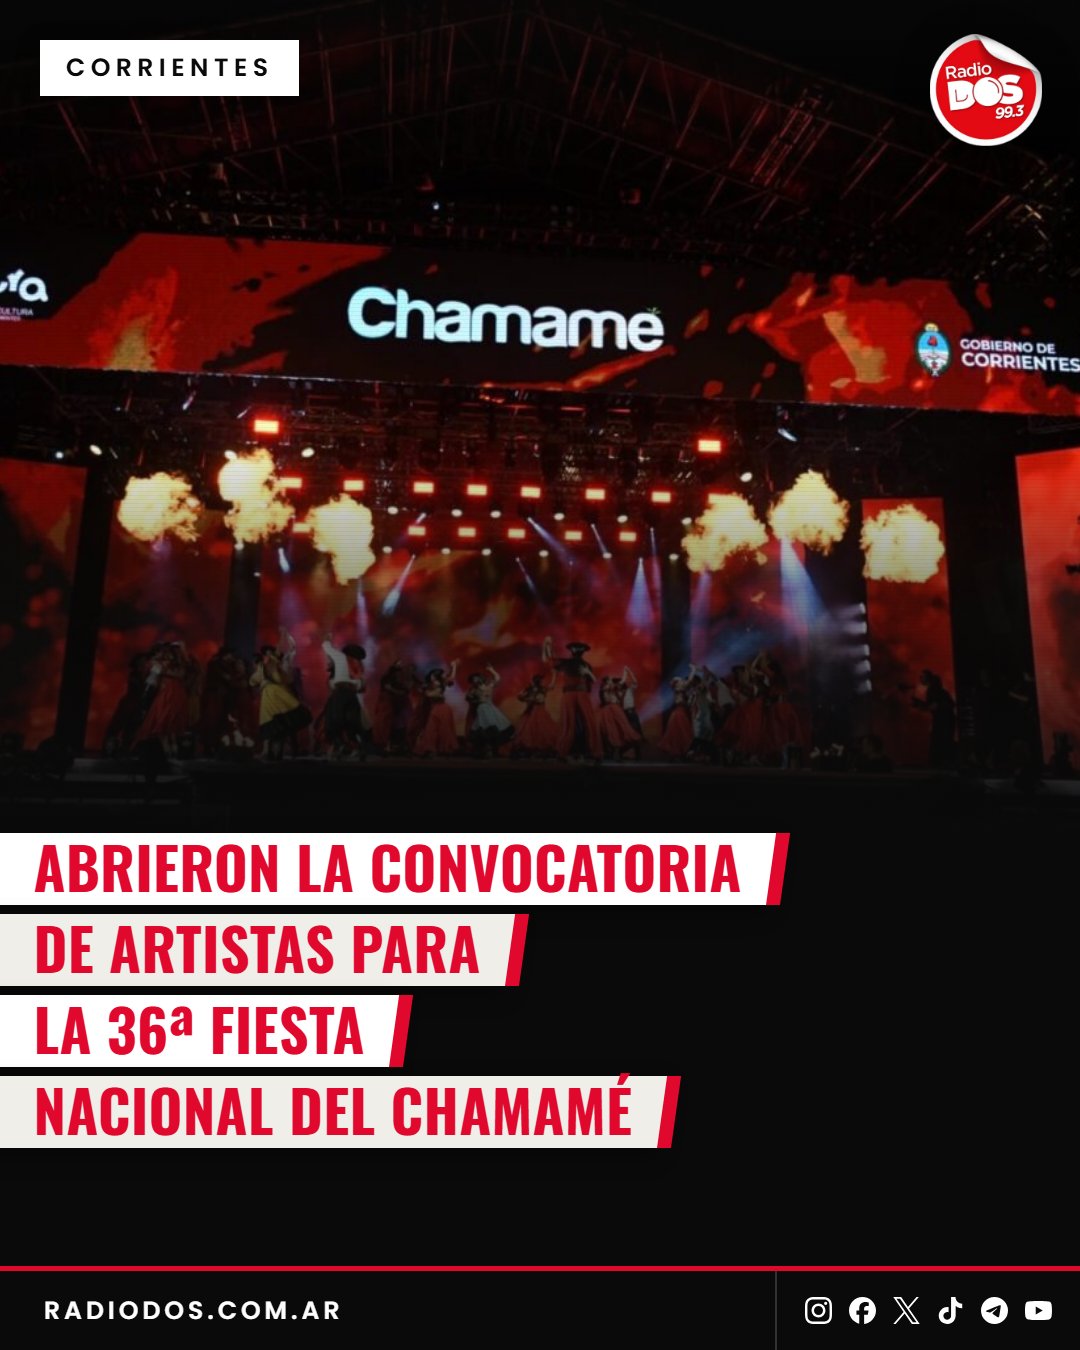 CORRIENTES
Radio
DOS
99.3
Chamamé
GOBIERNO DE
CORRIENTES
ABRIERON LA CONVOCATORIA
DE ARTISTAS PARA
LA 36ª FIESTA
NACIONAL DEL CHAMAMÉ
RADIODOS.COM.AR